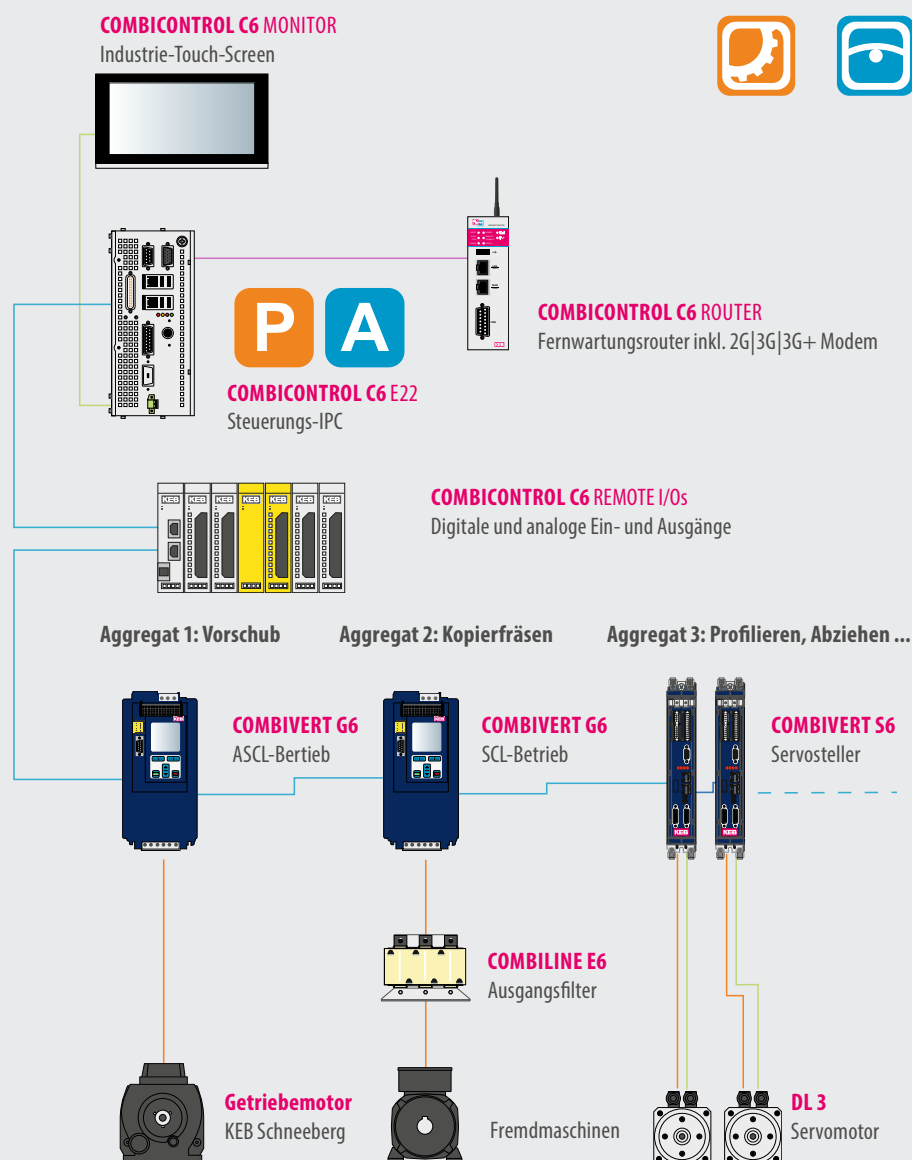 COMBICONTROL C6 MONITOR
Industrie-Touch-Screen
COMBICONTROL C6 ROUTER
Fernwartungsrouter inkl. 2G|3G|3G+ Modem
P A
COMBICONTROL C6 E22
Steuerungs-IPC
KEB KEB KEB KEB KEB KEB KEB
COMBICONTROL C6 REMOTE I/Os
Digitale und analoge Ein- und Ausgänge
Aggregat 1: Vorschub
Aggregat 2: Kopierfräsen
Aggregat 3: Profilieren, Abziehen ...
KEB
COMBIVERT G6
ASCL-Bertieb
KEB
COMBIVERT G6
SCL-Betrieb
KEB KEB
COMBIVERT S6
Servosteller
COMBILINE E6
Ausgangsfilter
Getriebemotor
KEB Schneeberg
Fremdmaschinen
DL 3
Servomotor